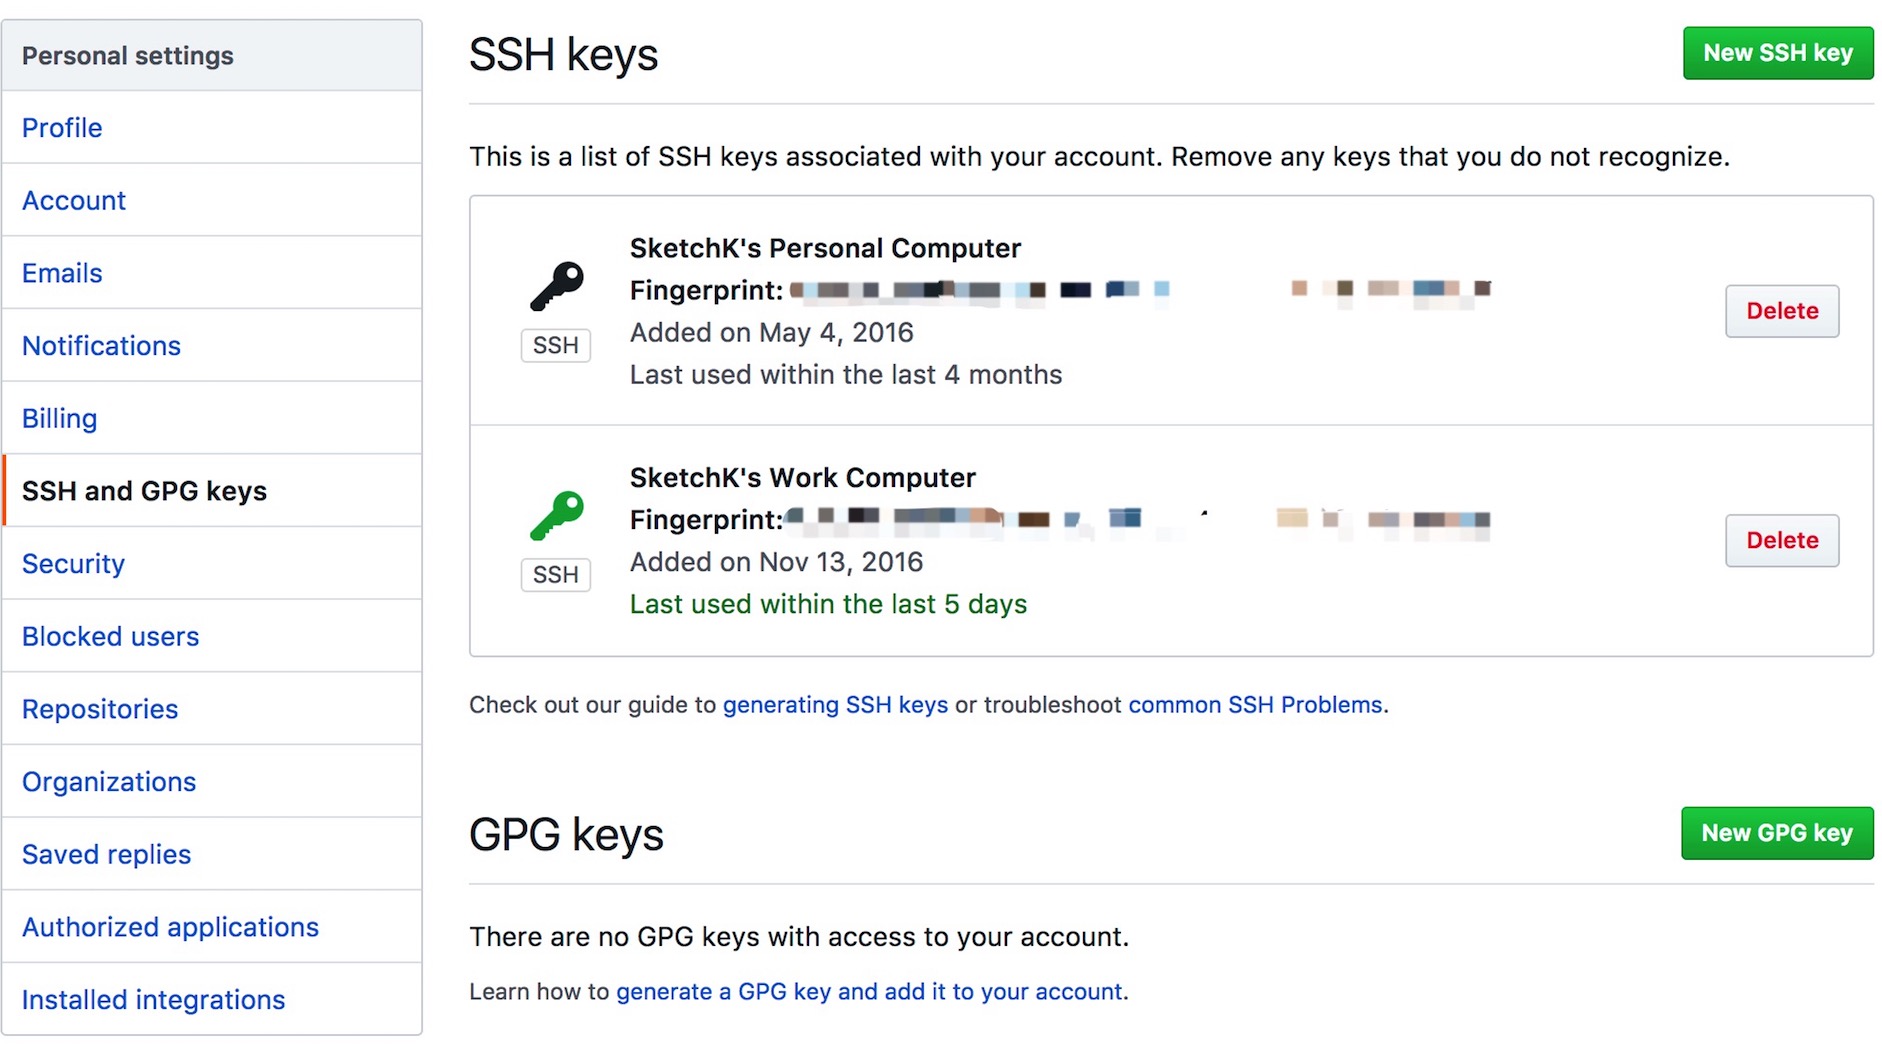 Personal settings
Profile
Account
Emails
Notifications
Billing
SSH and GPG keys
Security
Blocked users
Repositories
Organizations
Saved replies
Authorized applications
Installed integrations
SSH keys
New SSH key
This is a list of SSH keys associated with your account. Remove any keys that you do not recognize.
SketchK's Personal Computer
Fingerprint:
Added on May 4, 2016
Last used within the last 4 months
SSH
Delete
SketchK's Work Computer
Fingerprint:
Added on Nov 13, 2016
Last used within the last 5 days
SSH
Delete
Check out our guide to generating SSH keys or troubleshoot common SSH Problems.
GPG keys
New GPG key
There are no GPG keys with access to your account.
Learn how to generate a GPG key and add it to your account.